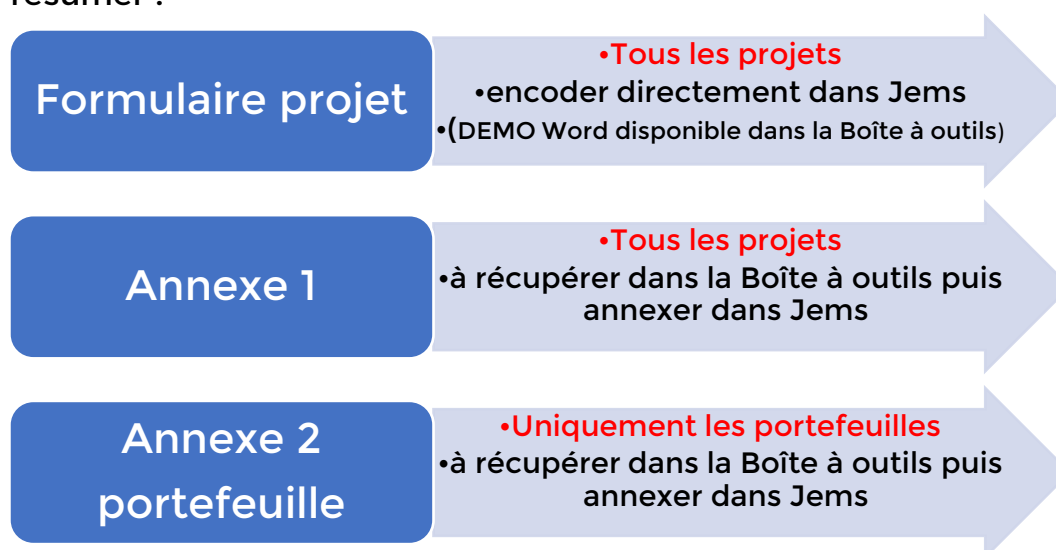 résumer :
Formulaire projet
•Tous les projets
•encoder directement dans Jems
•(DEMO Word disponible dans la Boîte à outils)
Annexe 1
•Tous les projets
•à récupérer dans la Boîte à outils puis
annexer dans Jems
Annexe 2
portefeuille
•Uniquement les portefeuilles
•à récupérer dans la Boîte à outils puis
annexer dans Jems